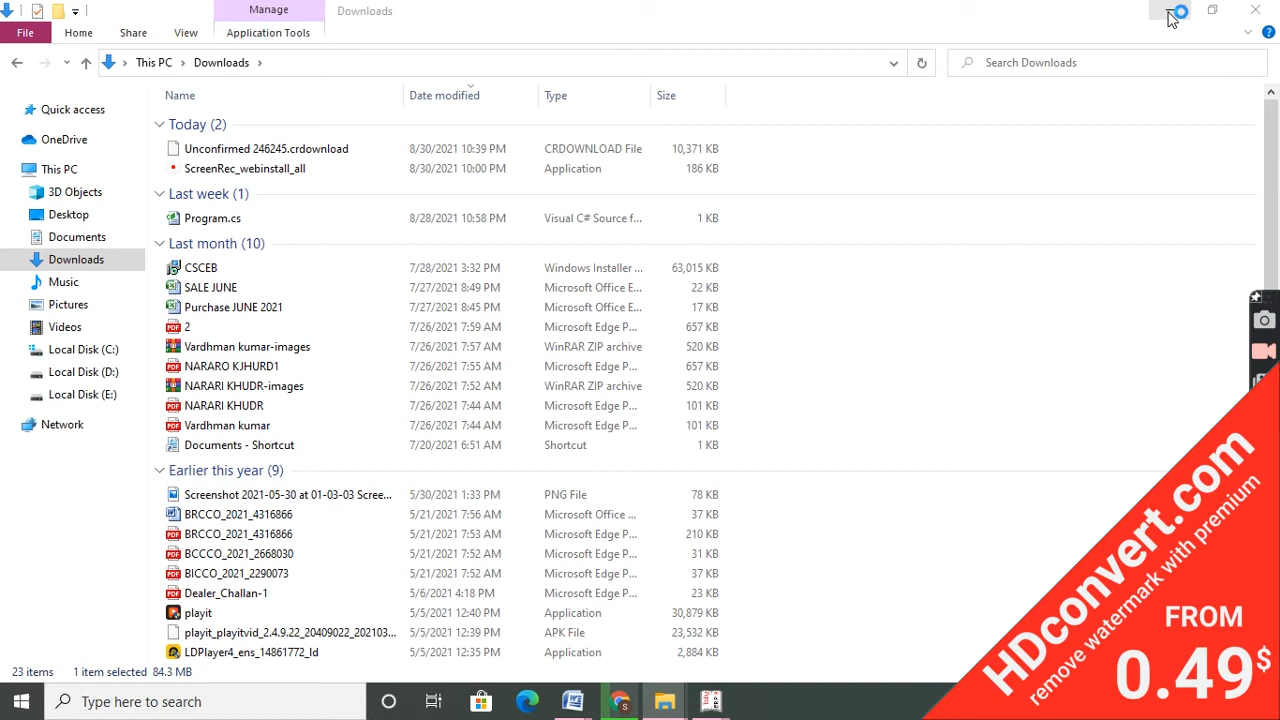 Manage
Downloads
File
Home
Share
View
Application Tools
This PC
Downloads
Search Downloads
Name
Date modified
Type
Size
Quick access
OneDrive
This PC
3D Objects
Desktop
Documents
Downloads
Music
Pictures
Videos
Local Disk (C:)
Local Disk (D:)
Local Disk (E:)
Network
Today (2)
Unconfirmed 246245.crdownload 8/30/2021 10:39 PM CRDOWNLOAD File 10,371 KB
ScreenRec_webinstall_all 8/30/2021 10:00 PM Application 186 KB
Last week (1)
Program.cs 8/28/2021 10:58 PM Visual C# Source f... 1 KB
Last month (10)
CSCEB 7/28/2021 3:32 PM Windows Installer ... 63,015 KB
SALE JUNE 7/27/2021 8:49 PM Microsoft Office E... 22 KB
Purchase JUNE 2021 7/27/2021 8:45 PM Microsoft Office E... 17 KB
2 7/26/2021 7:59 AM Microsoft Edge P... 657 KB
Vardhman kumar-images 7/26/2021 7:57 AM WinRAR ZIP archive 520 KB
NARARO KJHURD1 7/26/2021 7:55 AM Microsoft Edge P... 657 KB
NARARI KHUDR-images 7/26/2021 7:52 AM WinRAR ZIP archive 520 KB
NARARI KHUDR 7/26/2021 7:44 AM Microsoft Edge P... 101 KB
Vardhman kumar 7/26/2021 7:44 AM Microsoft Edge P... 101 KB
Documents - Shortcut 7/20/2021 6:51 AM Shortcut 1 KB
Earlier this year (9)
Screenshot 2021-05-30 at 01-03-03 Scree... 5/30/2021 1:33 PM PNG File 78 KB
BRCCO_2021_4316866 5/21/2021 7:56 AM Microsoft Office ... 37 KB
BRCCO_2021_4316866 5/21/2021 7:53 AM Microsoft Edge P... 210 KB
BCCCO_2021_2668030 5/21/2021 7:52 AM Microsoft Edge P... 31 KB
BICCO_2021_2290073 5/21/2021 7:52 AM Microsoft Edge P... 37 KB
Dealer_Challan-1 5/6/2021 4:18 PM Microsoft Edge P... 23 KB
playit 5/5/2021 12:40 PM Application 30,879 KB
playit_playitvid_2.4.9.22_20409022_202103... 5/5/2021 12:39 PM APK File 23,532 KB
LDPlayer4_ens_14861772_ld 5/5/2021 12:35 PM Application 2,884 KB
23 items 1 item selected 84.3 MB
Type here to search
HDconvert.com
remove watermark with premium
FROM
0.49$